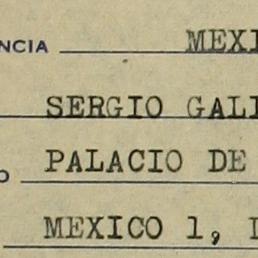 NCIA MEXI
SERGIO GALI
PALACIO DE
MEXICO 1,